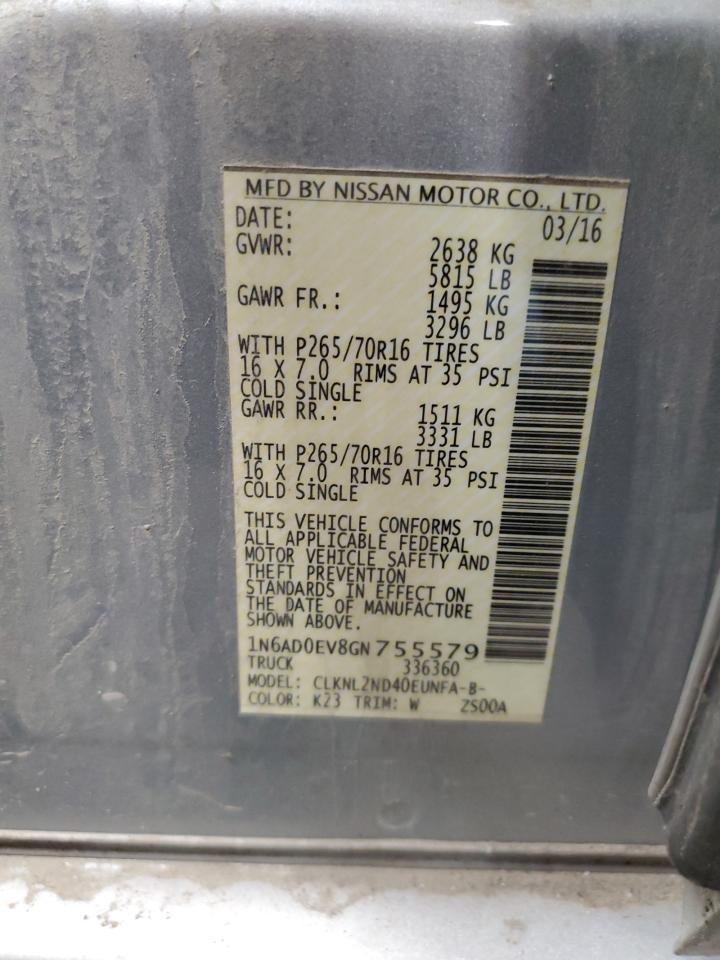 MFD BY NISSAN MOTOR CO., LTD.
DATE: 03/16
GVWR: 2638 KG
5815 LB
GAWR FR.: 1495 KG
3296 LB
WITH P265/70R16 TIRES
16 X 7.0 RIMS AT 35 PSI
COLD SINGLE
GAWR RR.: 1511 KG
3331 LB
WITH P265/70R16 TIRES
16 X 7.0 RIMS AT 35 PSI
COLD SINGLE
THIS VEHICLE CONFORMS TO
ALL APPLICABLE FEDERAL
MOTOR VEHICLE SAFETY AND
THEFT PREVENTION
STANDARDS IN EFFECT ON
THE DATE OF MANUFACTURE
SHOWN ABOVE.
1N6AD0EV8GN 755579
TRUCK 336360
MODEL: CLKNL2ND40EUNFA-B-
COLOR: K23 TRIM: W ZS00A